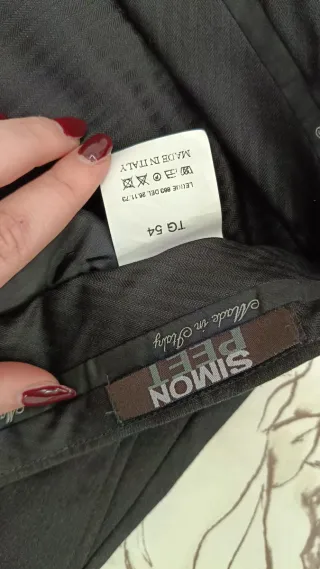 TG 54
LEGGE 883 DEL 26.11.73
MADE IN ITALY
Made in Italy
SIMON
PEET